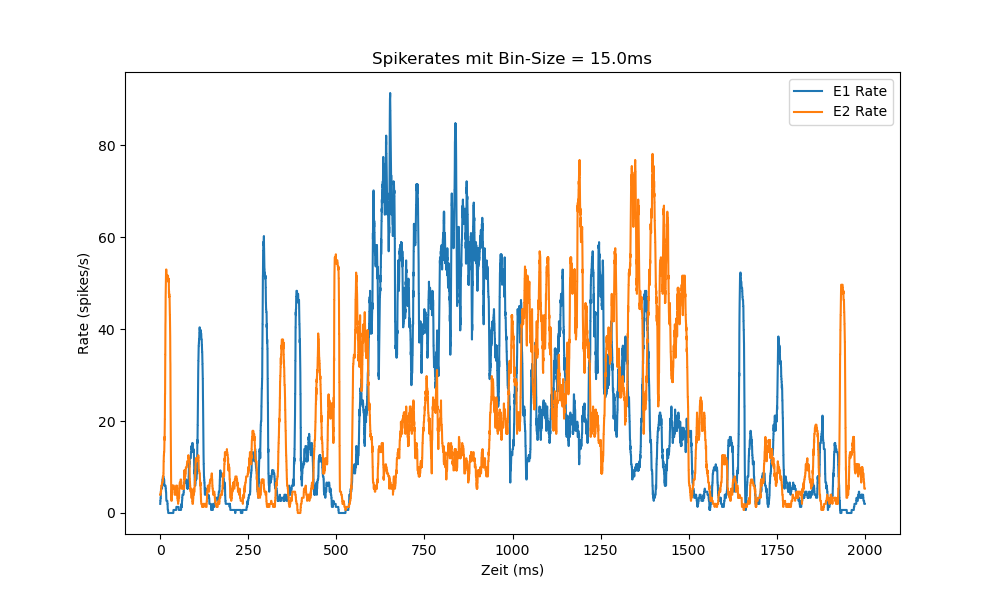 Spikerates mit Bin-Size = 15.0ms
E1 Rate
E2 Rate
Rate (spikes/s)
80
60
40
20
0
0 250 500 750 1000 1250 1500 1750 2000
Zeit (ms)